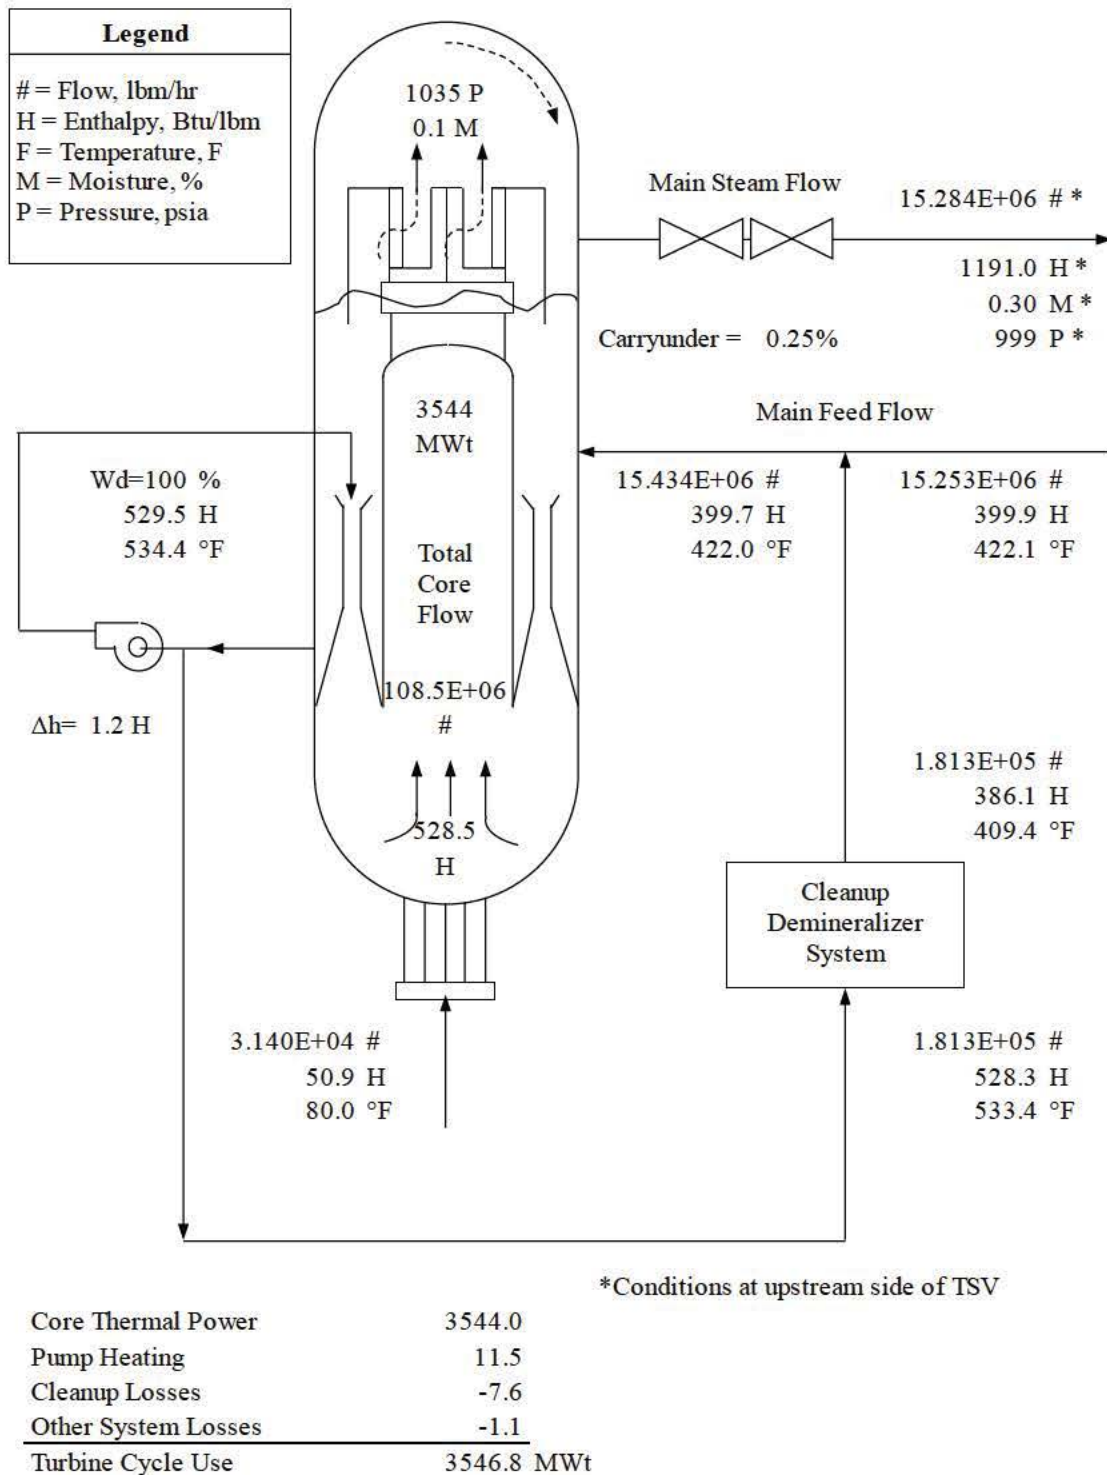 Legend
# = Flow, lbm/hr
H = Enthalpy, Btu/lbm
F = Temperature, F
M = Moisture, %
P = Pressure, psia
1035 P
0.1 M
Main Steam Flow
15.284E+06 # *
1191.0 H *
0.30 M *
999 P *
Carryunder = 0.25%
3544
MWt
Main Feed Flow
Wd=100 %
529.5 H
534.4 °F
15.434E+06 #
399.7 H
422.0 °F
15.253E+06 #
399.9 H
422.1 °F
Total
Core
Flow
108.5E+06
#
Δh= 1.2 H
528.5
H
1.813E+05 #
386.1 H
409.4 °F
Cleanup
Demineralizer
System
3.140E+04 #
50.9 H
80.0 °F
1.813E+05 #
528.3 H
533.4 °F
*Conditions at upstream side of TSV
Core Thermal Power 3544.0
Pump Heating 11.5
Cleanup Losses -7.6
Other System Losses -1.1
Turbine Cycle Use 3546.8 MWt